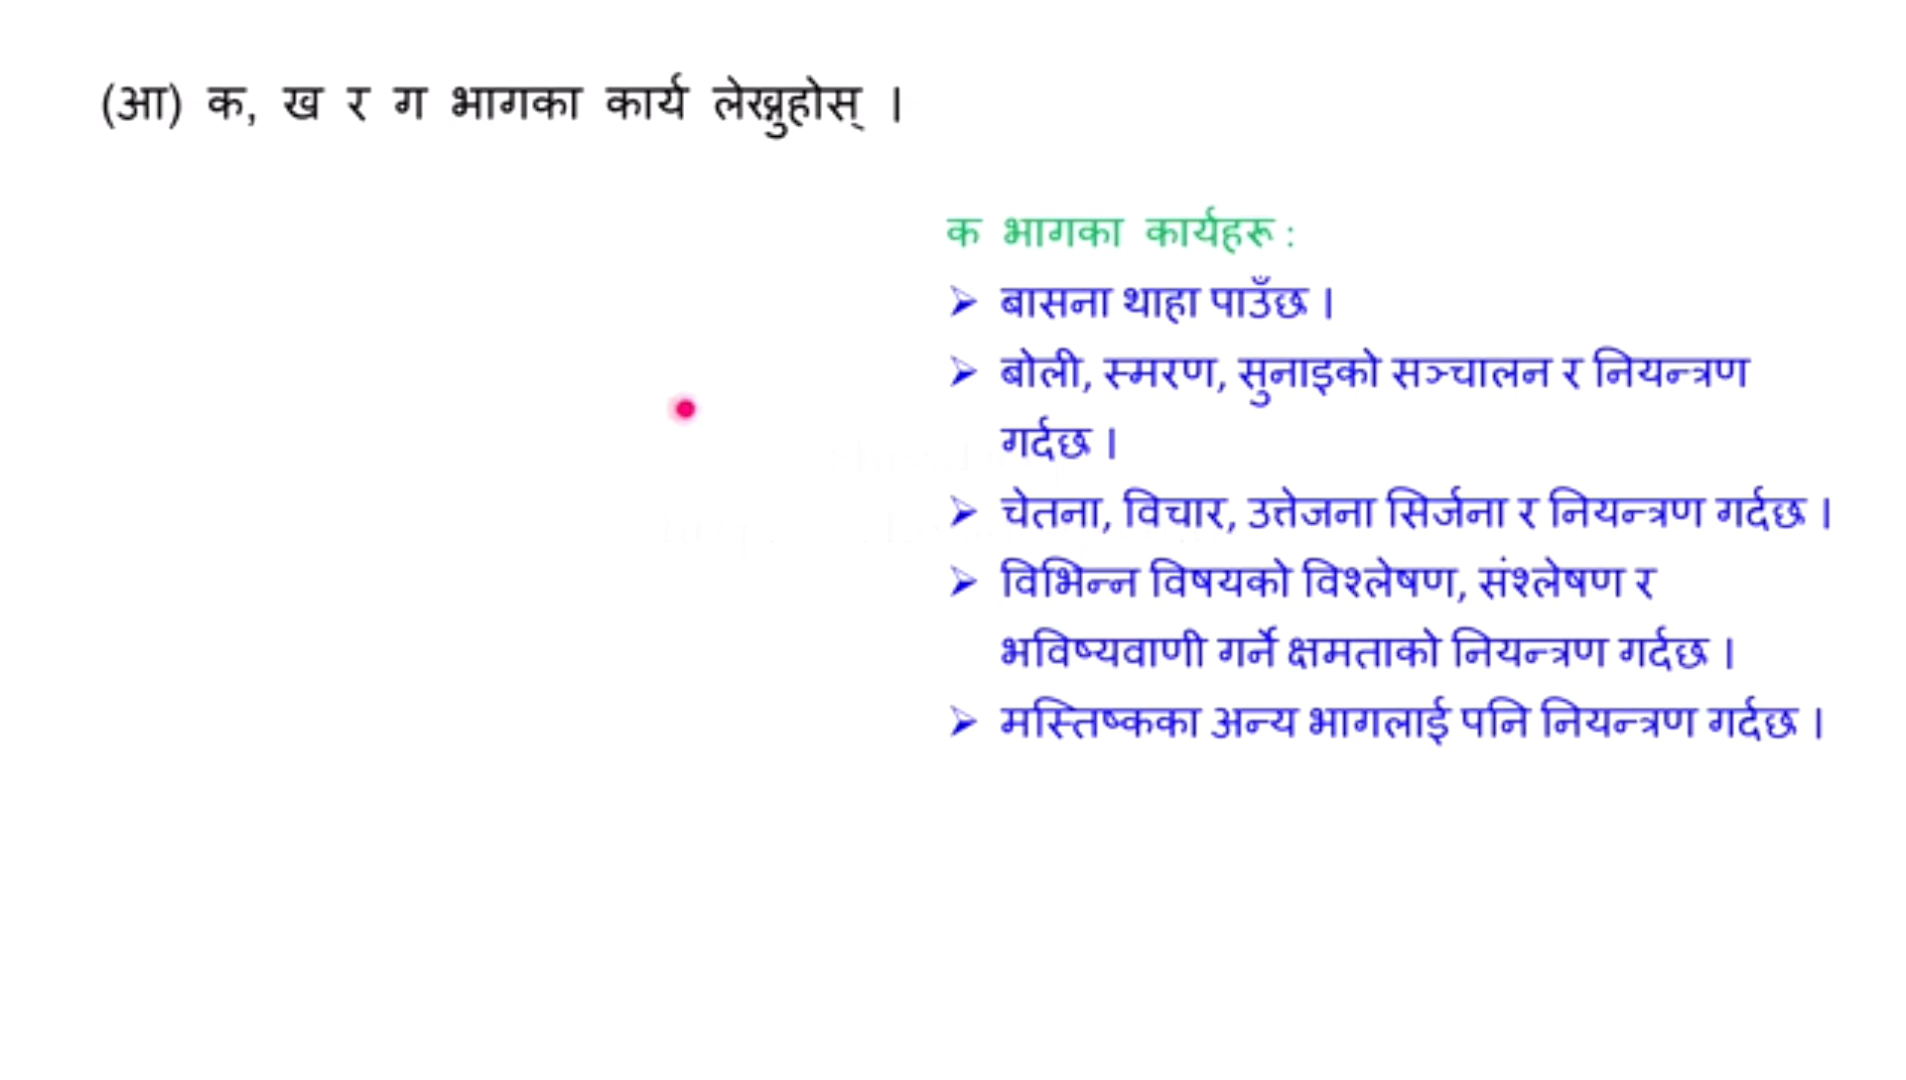 (आ) क, ख र ग भागका कार्य लेख्नुहोस् ।
क भागका कार्यहरू :
➢ बासना थाहा पाउँछ ।
➢ बोली, स्मरण, सुनाइको सञ्चालन र नियन्त्रण
गर्दछ ।
➢ चेतना, विचार, उत्तेजना सिर्जना र नियन्त्रण गर्दछ ।
➢ विभिन्न विषयको विश्लेषण, संश्लेषण र
भविष्यवाणी गर्ने क्षमताको नियन्त्रण गर्दछ ।
➢ मस्तिष्कका अन्य भागलाई पनि नियन्त्रण गर्दछ ।